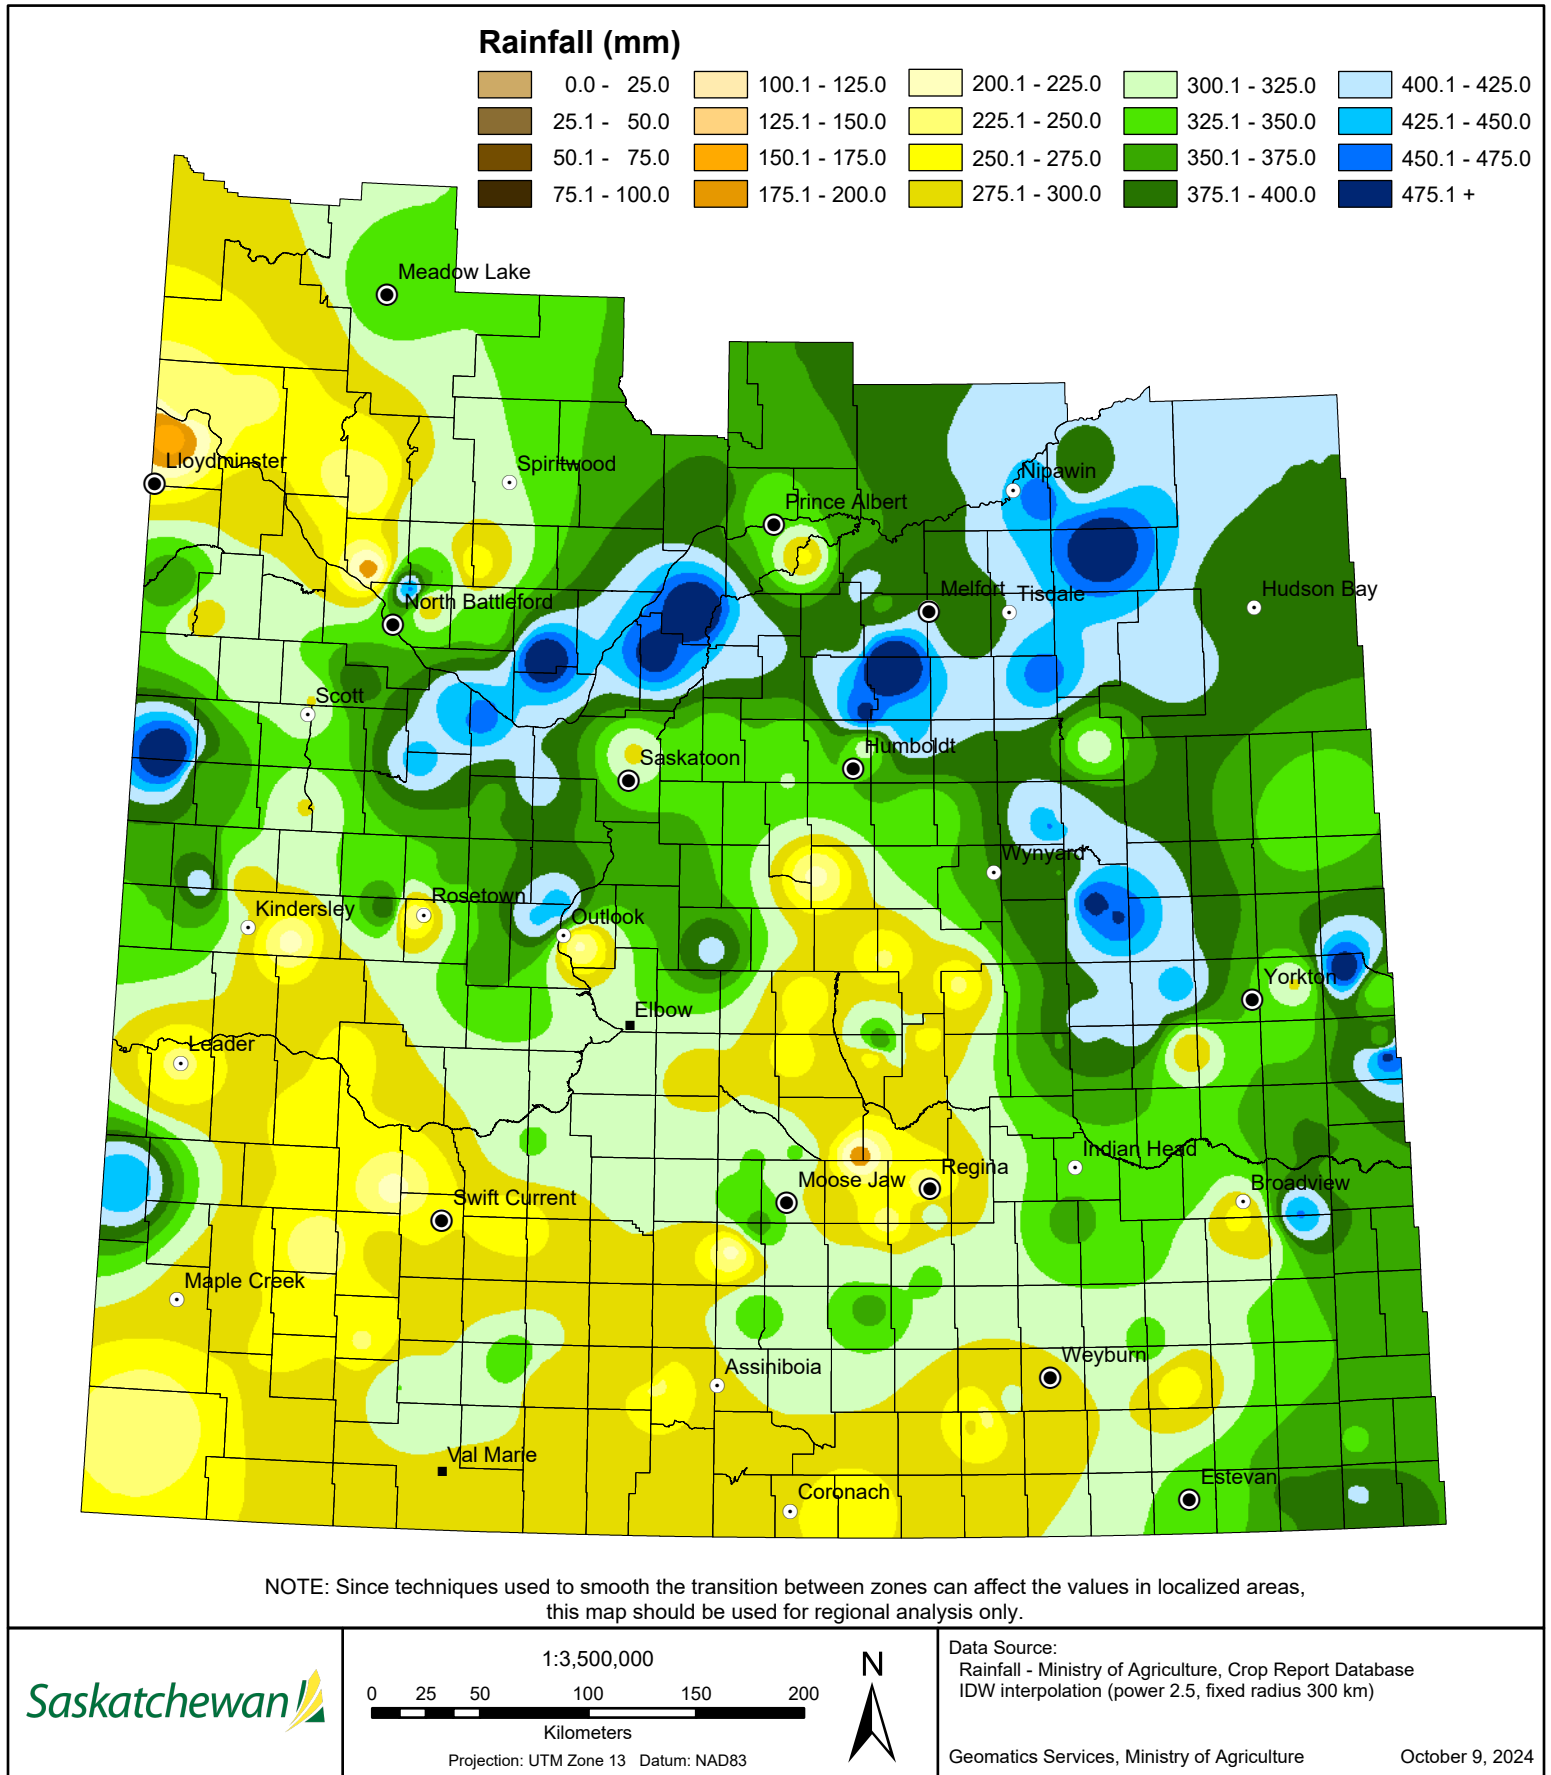 Rainfall (mm)
0.0 - 25.0
25.1 - 50.0
50.1 - 75.0
75.1 - 100.0
100.1 - 125.0
125.1 - 150.0
150.1 - 175.0
175.1 - 200.0
200.1 - 225.0
225.1 - 250.0
250.1 - 275.0
275.1 - 300.0
300.1 - 325.0
325.1 - 350.0
350.1 - 375.0
375.1 - 400.0
400.1 - 425.0
425.1 - 450.0
450.1 - 475.0
475.1 +
Meadow Lake
Lloydminster
Spiritwood
Nipawin
Prince Albert
North Battleford
Melfort
Tisdale
Hudson Bay
Scott
Saskatoon
Humboldt
Wynyard
Kindersley
Rosetown
Outlook
Yorkton
Elbow
Leader
Indian Head
Moose Jaw
Regina
Broadview
Swift Current
Maple Creek
Assiniboia
Weyburn
Val Marie
Coronach
Estevan
NOTE: Since techniques used to smooth the transition between zones can affect the values in localized areas,
this map should be used for regional analysis only.
Saskatchewan
1:3,500,000
0 25 50 100 150 200
Kilometers
Projection: UTM Zone 13 Datum: NAD83
N
Data Source:
Rainfall - Ministry of Agriculture, Crop Report Database
IDW interpolation (power 2.5, fixed radius 300 km)
Geomatics Services, Ministry of Agriculture
October 9, 2024